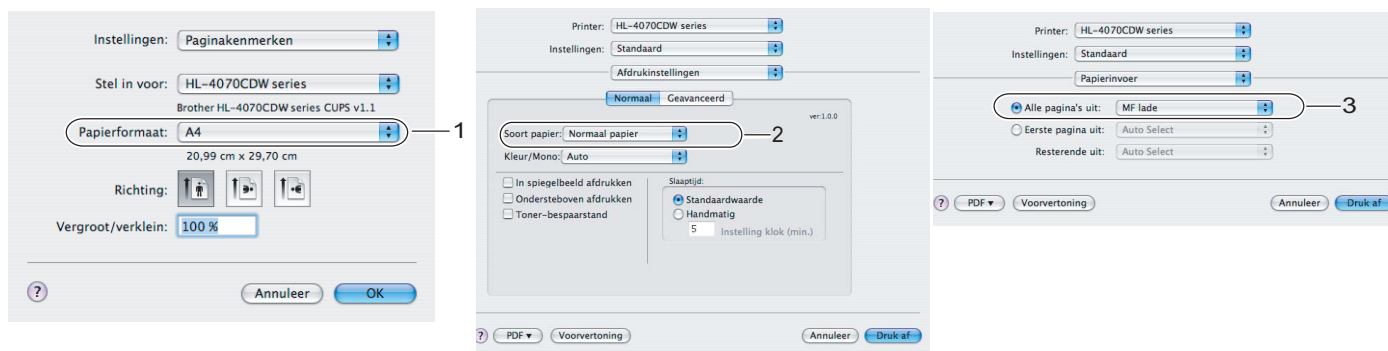 Instellingen: Paginakenmerken
Stel in voor: HL-4070CDW series
Brother HL-4070CDW series CUPS v1.1
Papierformaat: A4
1
20,99 cm x 29,70 cm
Richting:
Vergroot/verklein: 100 %
?
Annuleer
OK
Printer: HL-4070CDW series
Instellingen: Standaard
Afdrukinstellingen
Normaal Geavanceerd
ver:1.0.0
Soort papier: Normaal papier
2
Kleur/Mono: Auto
In spiegelbeeld afdrukken
Ondersteboven afdrukken
Toner-bespaarstand
Slaaptijd:
Standaardwaarde
Handmatig
5 Instelling klok (min.)
? PDF Voorvertoning
Annuleer Druk af
Printer: HL-4070CDW series
Instellingen: Standaard
Papierinvoer
Alle pagina's uit: MF lade
3
Eerste pagina uit: Auto Select
Resterende uit: Auto Select
? PDF Voorvertoning
Annuleer Druk af